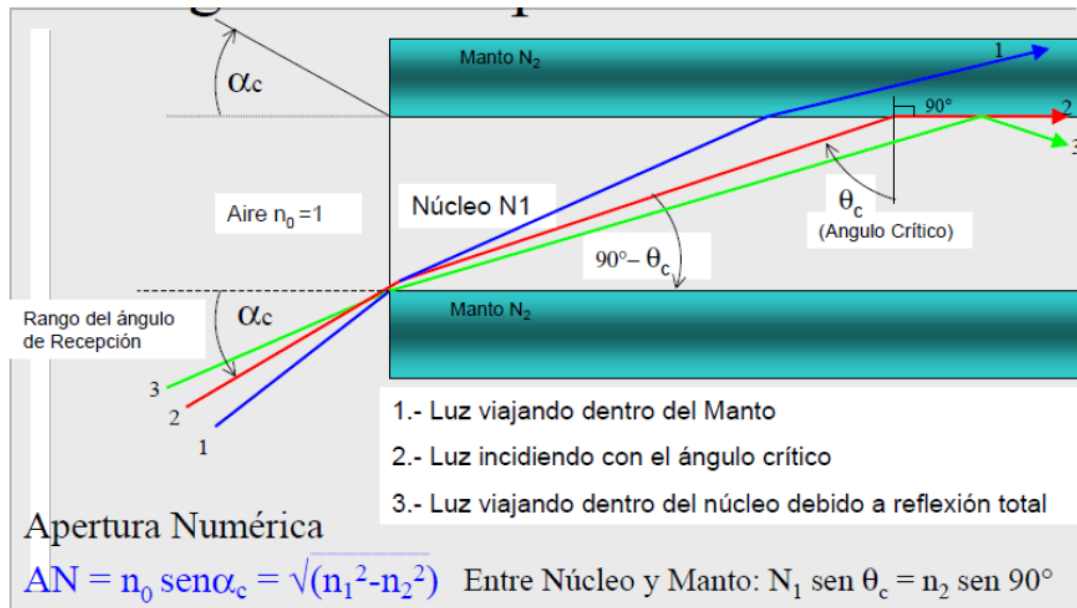 Manto N₂
1
αc
90°
2
3
Aire n₀ =1
Núcleo N1
θc
(Angulo Crítico)
90°– θc
Rango del ángulo
de Recepción
αc
Manto N₂
3
2
1
1.- Luz viajando dentro del Manto
2.- Luz incidiendo con el ángulo crítico
3.- Luz viajando dentro del núcleo debido a reflexión total
Apertura Numérica
AN = n₀ senαc = √(n₁²-n₂²) Entre Núcleo y Manto: N₁ sen θc = n₂ sen 90°